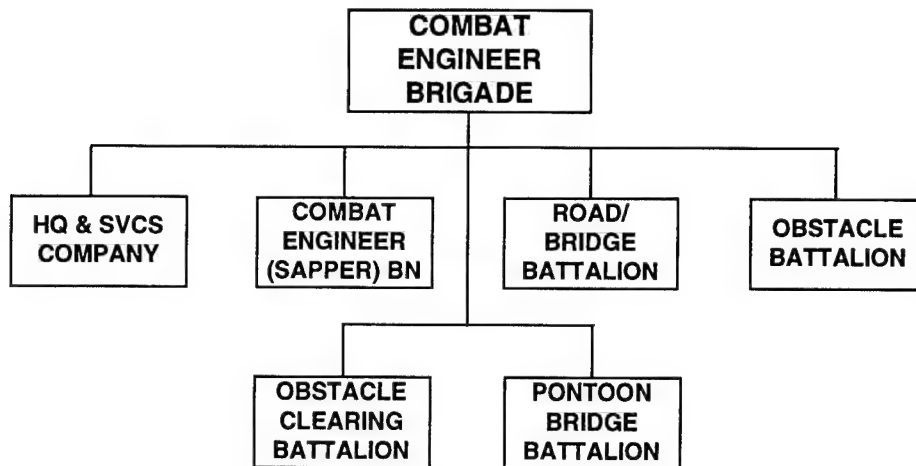 COMBAT
ENGINEER
BRIGADE
HQ & SVCS
COMPANY
COMBAT
ENGINEER
(SAPPER) BN
ROAD/
BRIDGE
BATTALION
OBSTACLE
BATTALION
OBSTACLE
CLEARING
BATTALION
PONTOON
BRIDGE
BATTALION